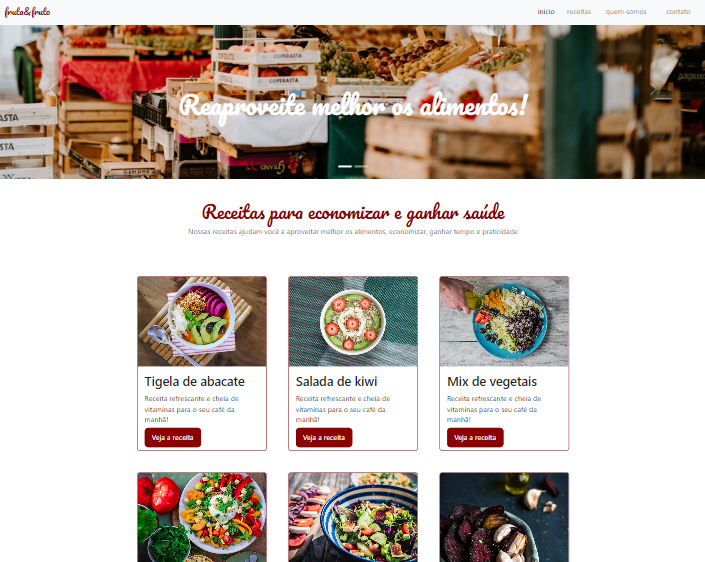 fruta&fruto
início
receitas
quem somos
contato
COPERASTA
COPERASTA
Reaproveite melhor os alimentos!
Receitas para economizar e ganhar saúde
Nossas receitas ajudam você a aproveitar melhor os alimentos, economizar, ganhar tempo e praticidade
Tigela de abacate
Receita refrescante e cheia de
vitaminas para o seu café da
manhã!
Veja a receita
Salada de kiwi
Receita refrescante e cheia de
vitaminas para o seu café da
manhã!
Veja a receita
Mix de vegetais
Receita refrescante e cheia de
vitaminas para o seu café da
manhã!
Veja a receita